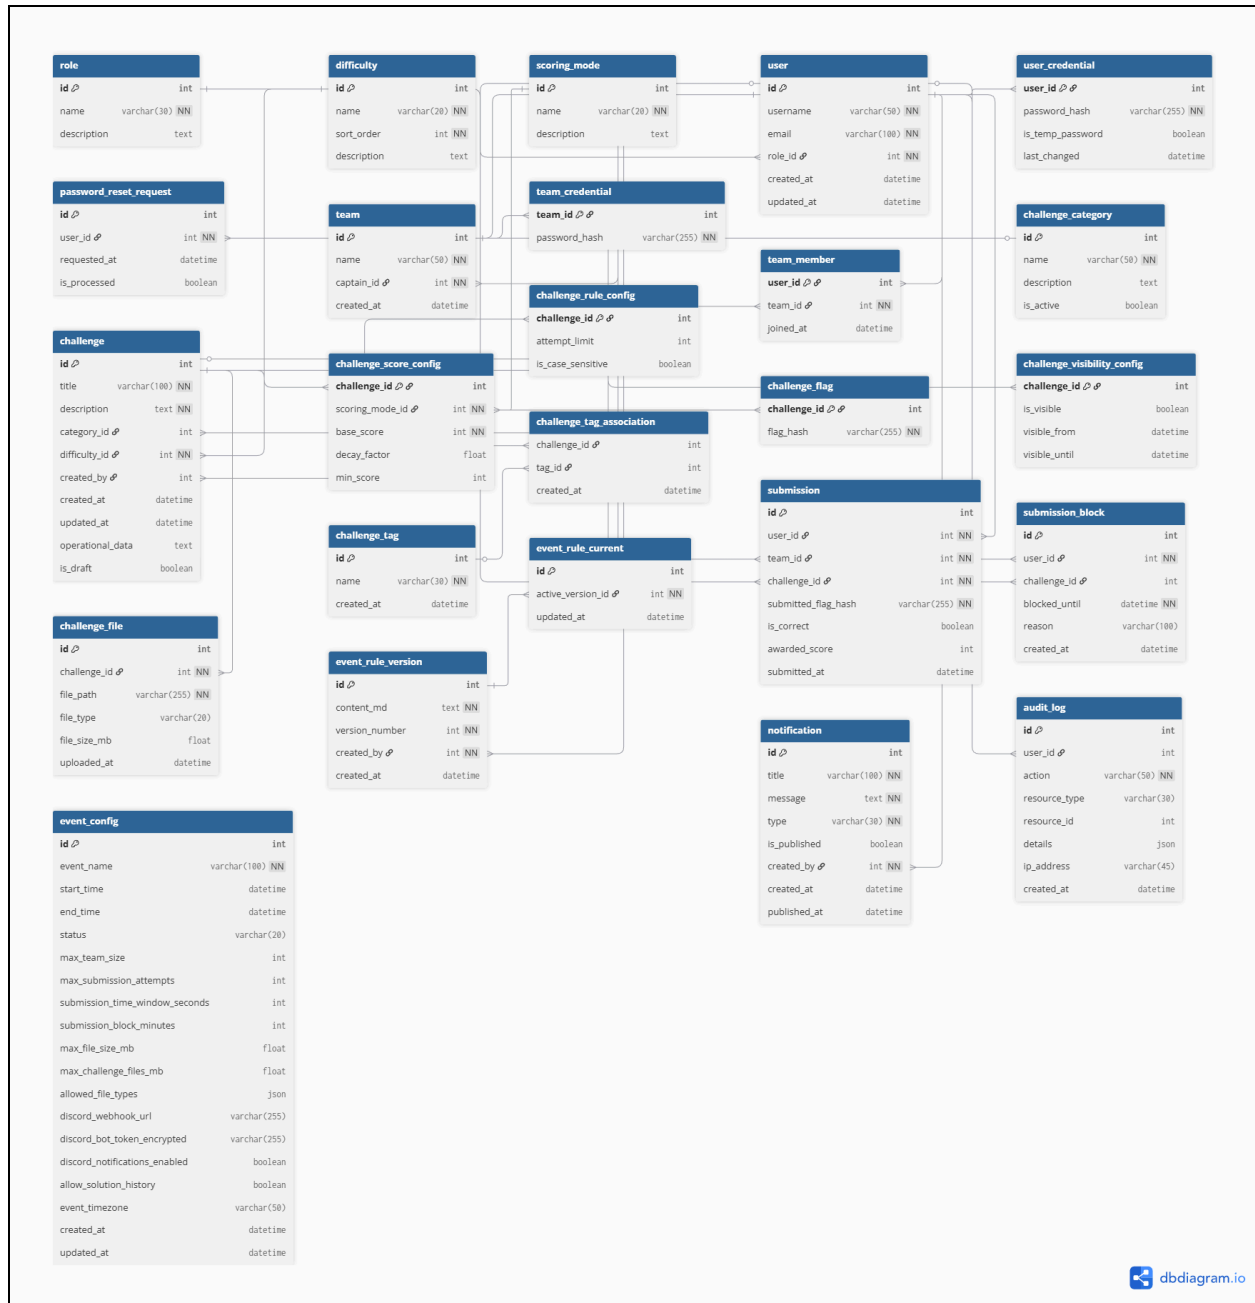 role
id int
name varchar(30) NN
description text
password_reset_request
id int
user_id int NN
requested_at datetime
is_processed boolean
challenge
id int
title varchar(100) NN
description text NN
category_id int
difficulty_id int NN
created_by int
created_at datetime
updated_at datetime
operational_data text
is_draft boolean
challenge_file
id int
challenge_id int NN
file_path varchar(255) NN
file_type varchar(20)
file_size_mb float
uploaded_at datetime
event_config
id int
event_name varchar(100) NN
start_time datetime
end_time datetime
status varchar(20)
max_team_size int
max_submission_attempts int
submission_time_window_seconds int
submission_block_minutes int
max_file_size_mb float
max_challenge_files_mb float
allowed_file_types json
discord_webhook_url varchar(255)
discord_bot_token_encrypted varchar(255)
discord_notifications_enabled boolean
allow_solution_history boolean
event_timezone varchar(50)
created_at datetime
updated_at datetime
difficulty
id int
name varchar(20) NN
sort_order int NN
description text
team
id int
name varchar(50) NN
captain_id int NN
created_at datetime
challenge_score_config
challenge_id int
scoring_mode_id int NN
base_score int NN
decay_factor float
min_score int
challenge_tag
id int
name varchar(30) NN
created_at datetime
event_rule_version
id int
content_md text NN
version_number int NN
created_by int NN
created_at datetime
scoring_mode
id int
name varchar(20) NN
description text
team_credential
team_id int
password_hash varchar(255) NN
challenge_rule_config
challenge_id int
attempt_limit int
is_case_sensitive boolean
challenge_tag_association
challenge_id int
tag_id int
created_at datetime
event_rule_current
id int
active_version_id int NN
updated_at datetime
user
id int
username varchar(50) NN
email varchar(100) NN
role_id int NN
created_at datetime
updated_at datetime
team_member
user_id int
team_id int NN
joined_at datetime
challenge_flag
challenge_id int
flag_hash varchar(255) NN
submission
id int
user_id int NN
team_id int NN
challenge_id int NN
submitted_flag_hash varchar(255) NN
is_correct boolean
awarded_score int
submitted_at datetime
notification
id int
title varchar(100) NN
message text NN
type varchar(30) NN
is_published boolean
created_by int NN
created_at datetime
published_at datetime
user_credential
user_id int
password_hash varchar(255) NN
is_temp_password boolean
last_changed datetime
challenge_category
id int
name varchar(50) NN
description text
is_active boolean
challenge_visibility_config
challenge_id int
is_visible boolean
visible_from datetime
visible_until datetime
submission_block
id int
user_id int NN
challenge_id int
blocked_until datetime NN
reason varchar(100)
created_at datetime
audit_log
id int
user_id int
action varchar(50) NN
resource_type varchar(30)
resource_id int
details json
ip_address varchar(45)
created_at datetime
dbdiagram.io